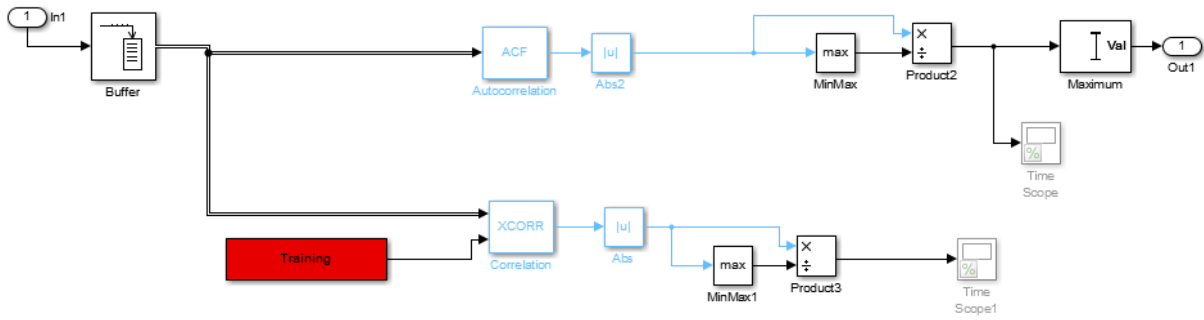 1
In1
Buffer
ACF
Autocorrelation
|u|
Abs2
max
MinMax
×
÷
Product2
Val
Maximum
1
Out1
%
Time
Scope
Training
XCORR
Correlation
|u|
Abs
max
MinMax1
×
÷
Product3
%
Time
Scope1